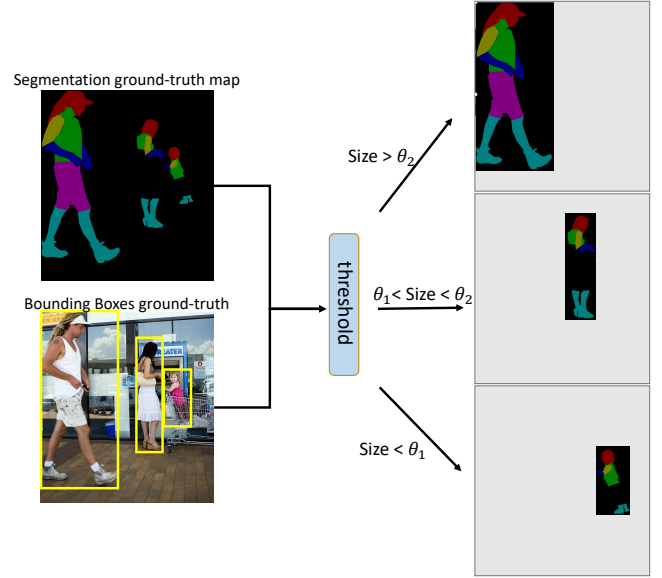 Segmentation ground-truth map
Size > θ₂
Bounding Boxes ground-truth
threshold
θ₁ < Size < θ₂
Size < θ₁